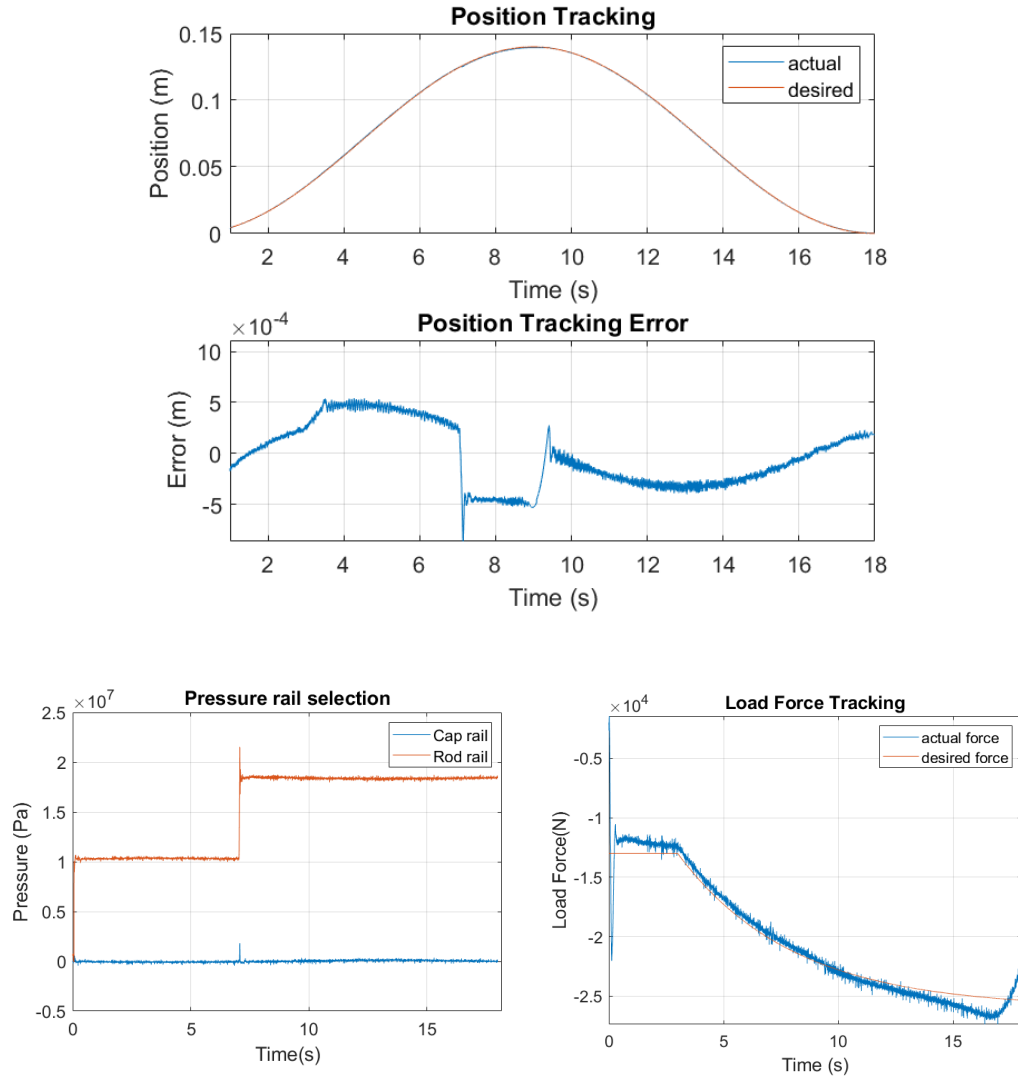 Position Tracking
0.15
0.1
0.05
0
Position (m)
actual
desired
2 4 6 8 10 12 14 16 18
Time (s)
×10-4
Position Tracking Error
10
5
0
-5
Error (m)
2 4 6 8 10 12 14 16 18
Time (s)
×10^7
Pressure rail selection
2.5
2
1.5
1
0.5
0
-0.5
Pressure (Pa)
Cap rail
Rod rail
0 5 10 15
Time(s)
×10^4
Load Force Tracking
-0.5
-1
-1.5
-2
-2.5
Load Force(N)
actual force
desired force
0 5 10 15
Time (s)